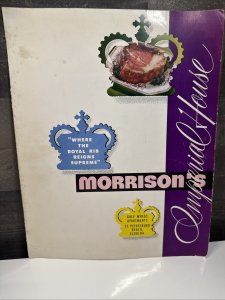 "WHERE
THE
ROYAL RIB
REIGNS
SUPREME"
MORRISON'S
Imperial House
GULF WINDS
APARTMENTS
ST. PETERSBURG
BEACH,
FLORIDA